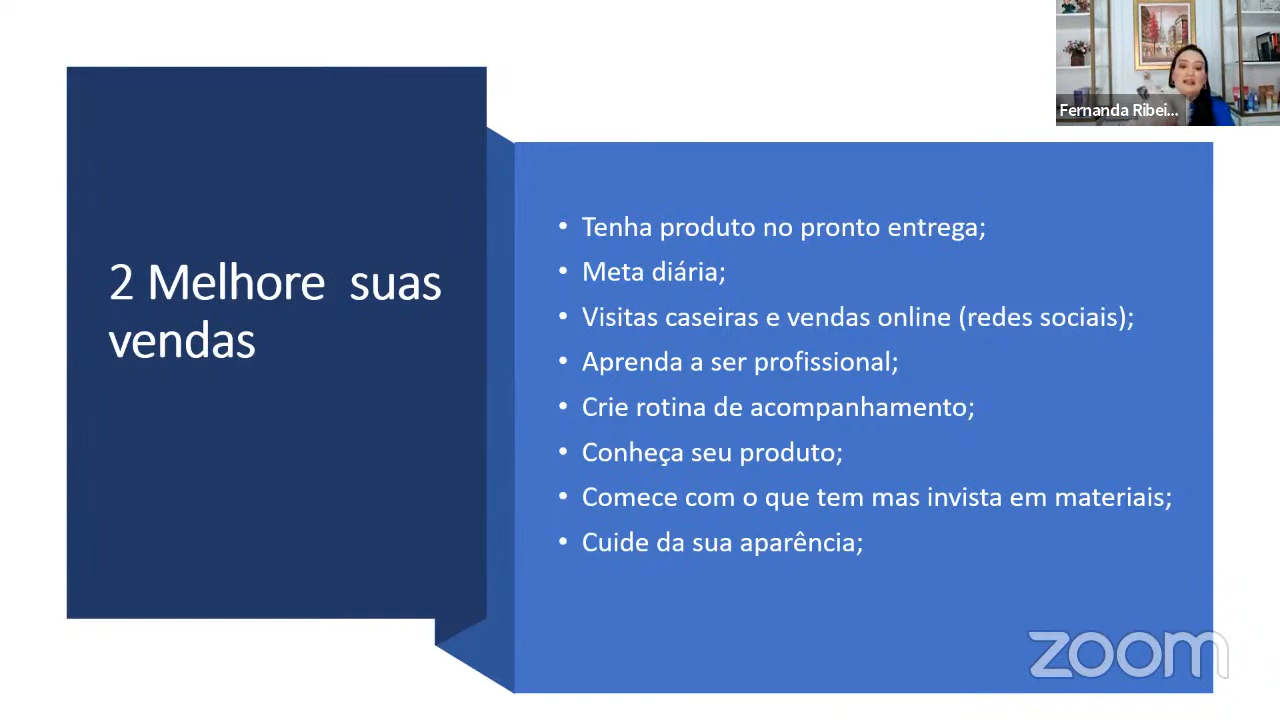 Fernanda Ribei...
2 Melhore suas
vendas
• Tenha produto no pronto entrega;
• Meta diária;
• Visitas caseiras e vendas online (redes sociais);
• Aprenda a ser profissional;
• Crie rotina de acompanhamento;
• Conheça seu produto;
• Comece com o que tem mas invista em materiais;
• Cuide da sua aparência;
zoom